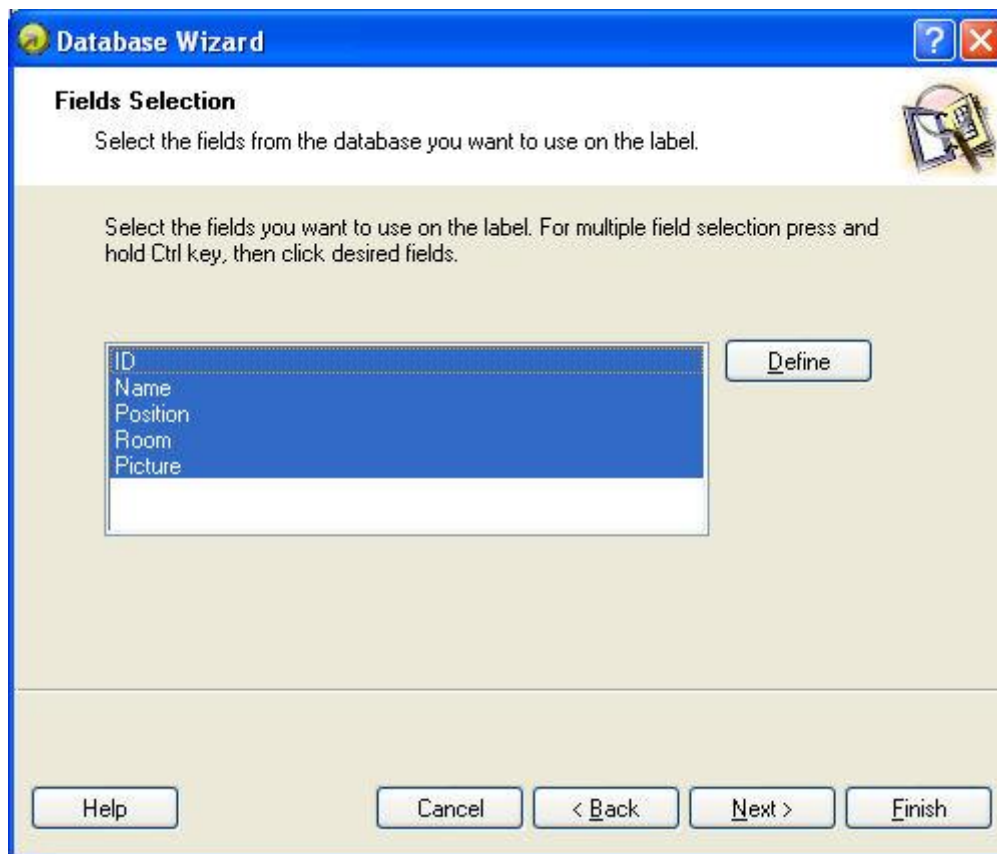 Database Wizard
?
Fields Selection
Select the fields from the database you want to use on the label.
Select the fields you want to use on the label. For multiple field selection press and
hold Ctrl key, then click desired fields.
ID
Define
Name
Position
Room
Picture
Help
Cancel
< Back
Next >
Finish